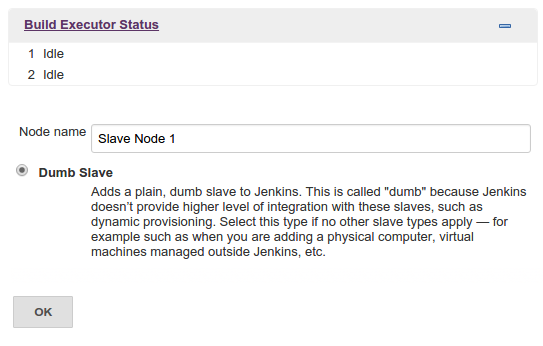 Build Executor Status
1 Idle
2 Idle
Node name Slave Node 1
Dumb Slave
Adds a plain, dumb slave to Jenkins. This is called "dumb" because Jenkins
doesn't provide higher level of integration with these slaves, such as
dynamic provisioning. Select this type if no other slave types apply — for
example such as when you are adding a physical computer, virtual
machines managed outside Jenkins, etc.
OK